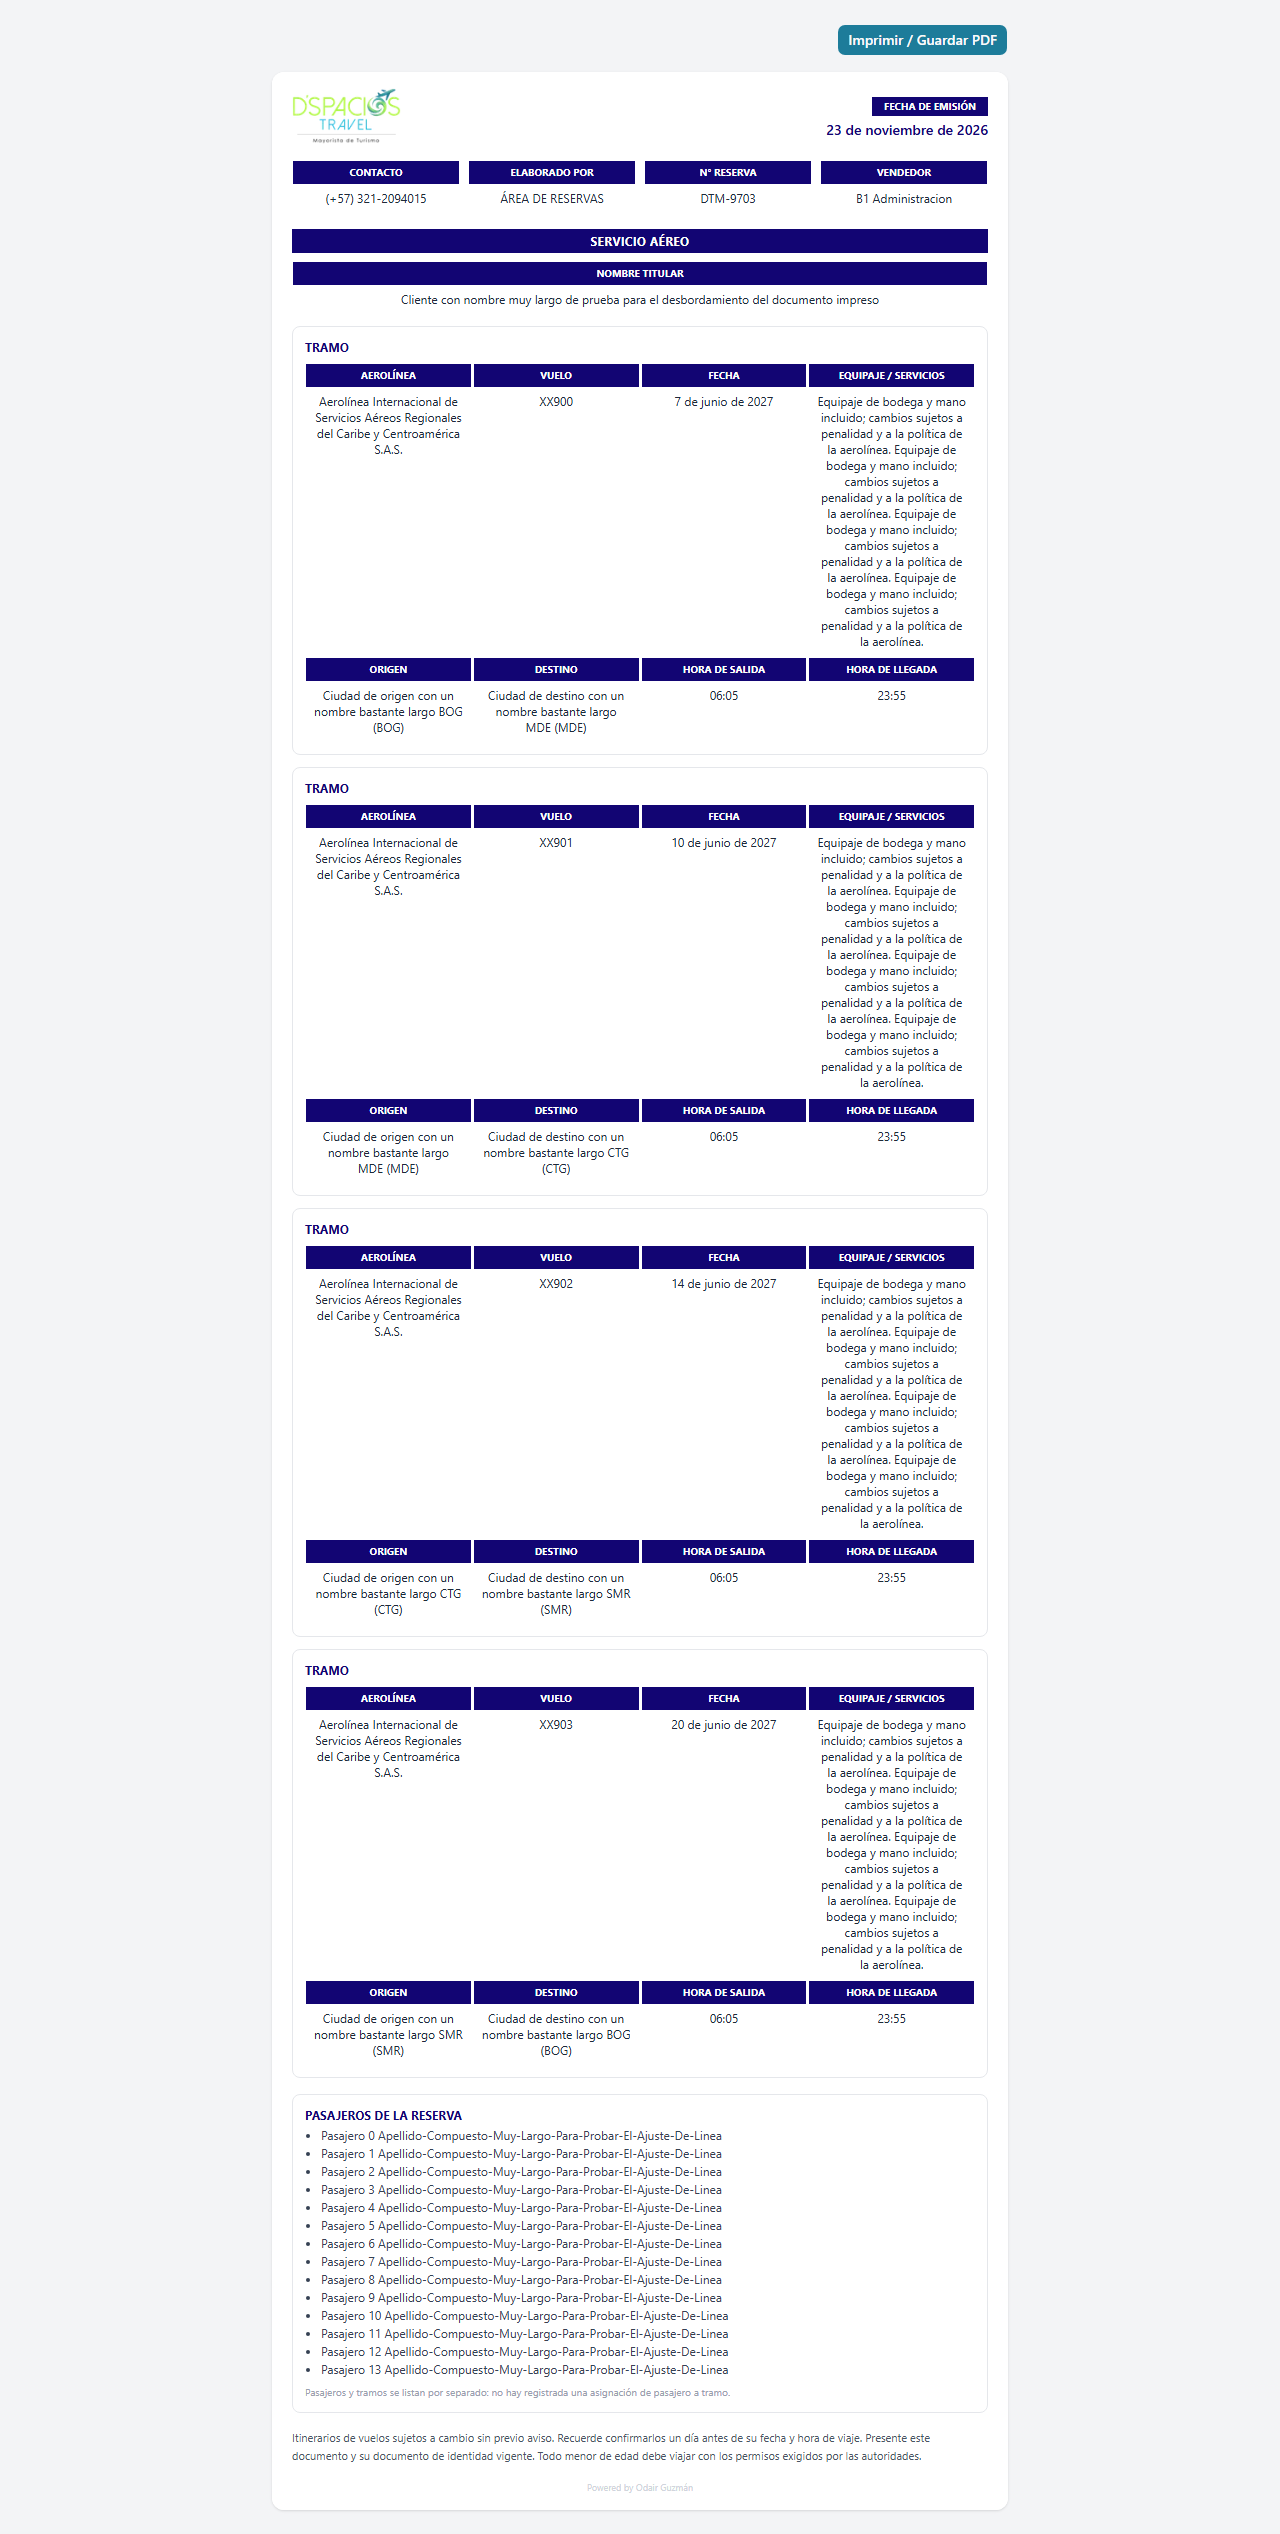 Imprimir / Guardar PDF
D'SPACIOS
TRAVEL
Mayorista de Turismo
FECHA DE EMISIÓN
23 de noviembre de 2026
CONTACTO ELABORADO POR N° RESERVA VENDEDOR
(+57) 321-2094015 ÁREA DE RESERVAS DTM-9703 B1 Administracion
SERVICIO AÉREO
NOMBRE TITULAR
Cliente con nombre muy largo de prueba para el desbordamiento del documento impreso
TRAMO
AEROLÍNEA VUELO FECHA EQUIPAJE / SERVICIOS
Aerolínea Internacional de XX900 7 de junio de 2027 Equipaje de bodega y mano
Servicios Aéreos Regionales incluido; cambios sujetos a
del Caribe y Centroamérica penalidad y a la política de
S.A.S. la aerolínea. Equipaje de
bodega y mano incluido;
cambios sujetos a
penalidad y a la política de
la aerolínea. Equipaje de
bodega y mano incluido;
cambios sujetos a
penalidad y a la política de
la aerolínea. Equipaje de
bodega y mano incluido;
cambios sujetos a
penalidad y a la política de
la aerolínea.
ORIGEN DESTINO HORA DE SALIDA HORA DE LLEGADA
Ciudad de origen con un Ciudad de destino con un 06:05 23:55
nombre bastante largo BOG nombre bastante largo
(BOG) MDE (MDE)
TRAMO
AEROLÍNEA VUELO FECHA EQUIPAJE / SERVICIOS
Aerolínea Internacional de XX901 10 de junio de 2027 Equipaje de bodega y mano
Servicios Aéreos Regionales incluido; cambios sujetos a
del Caribe y Centroamérica penalidad y a la política de
S.A.S. la aerolínea. Equipaje de
bodega y mano incluido;
cambios sujetos a
penalidad y a la política de
la aerolínea. Equipaje de
bodega y mano incluido;
cambios sujetos a
penalidad y a la política de
la aerolínea. Equipaje de
bodega y mano incluido;
cambios sujetos a
penalidad y a la política de
la aerolínea.
ORIGEN DESTINO HORA DE SALIDA HORA DE LLEGADA
Ciudad de origen con un Ciudad de destino con un 06:05 23:55
nombre bastante largo nombre bastante largo CTG
MDE (MDE) (CTG)
TRAMO
AEROLÍNEA VUELO FECHA EQUIPAJE / SERVICIOS
Aerolínea Internacional de XX902 14 de junio de 2027 Equipaje de bodega y mano
Servicios Aéreos Regionales incluido; cambios sujetos a
del Caribe y Centroamérica penalidad y a la política de
S.A.S. la aerolínea. Equipaje de
bodega y mano incluido;
cambios sujetos a
penalidad y a la política de
la aerolínea. Equipaje de
bodega y mano incluido;
cambios sujetos a
penalidad y a la política de
la aerolínea. Equipaje de
bodega y mano incluido;
cambios sujetos a
penalidad y a la política de
la aerolínea.
ORIGEN DESTINO HORA DE SALIDA HORA DE LLEGADA
Ciudad de origen con un Ciudad de destino con un 06:05 23:55
nombre bastante largo CTG nombre bastante largo SMR
(CTG) (SMR)
TRAMO
AEROLÍNEA VUELO FECHA EQUIPAJE / SERVICIOS
Aerolínea Internacional de XX903 20 de junio de 2027 Equipaje de bodega y mano
Servicios Aéreos Regionales incluido; cambios sujetos a
del Caribe y Centroamérica penalidad y a la política de
S.A.S. la aerolínea. Equipaje de
bodega y mano incluido;
cambios sujetos a
penalidad y a la política de
la aerolínea. Equipaje de
bodega y mano incluido;
cambios sujetos a
penalidad y a la política de
la aerolínea. Equipaje de
bodega y mano incluido;
cambios sujetos a
penalidad y a la política de
la aerolínea.
ORIGEN DESTINO HORA DE SALIDA HORA DE LLEGADA
Ciudad de origen con un Ciudad de destino con un 06:05 23:55
nombre bastante largo SMR nombre bastante largo BOG
(SMR) (BOG)
PASAJEROS DE LA RESERVA
• Pasajero 0 Apellido-Compuesto-Muy-Largo-Para-Probar-El-Ajuste-De-Linea
• Pasajero 1 Apellido-Compuesto-Muy-Largo-Para-Probar-El-Ajuste-De-Linea
• Pasajero 2 Apellido-Compuesto-Muy-Largo-Para-Probar-El-Ajuste-De-Linea
• Pasajero 3 Apellido-Compuesto-Muy-Largo-Para-Probar-El-Ajuste-De-Linea
• Pasajero 4 Apellido-Compuesto-Muy-Largo-Para-Probar-El-Ajuste-De-Linea
• Pasajero 5 Apellido-Compuesto-Muy-Largo-Para-Probar-El-Ajuste-De-Linea
• Pasajero 6 Apellido-Compuesto-Muy-Largo-Para-Probar-El-Ajuste-De-Linea
• Pasajero 7 Apellido-Compuesto-Muy-Largo-Para-Probar-El-Ajuste-De-Linea
• Pasajero 8 Apellido-Compuesto-Muy-Largo-Para-Probar-El-Ajuste-De-Linea
• Pasajero 9 Apellido-Compuesto-Muy-Largo-Para-Probar-El-Ajuste-De-Linea
• Pasajero 10 Apellido-Compuesto-Muy-Largo-Para-Probar-El-Ajuste-De-Linea
• Pasajero 11 Apellido-Compuesto-Muy-Largo-Para-Probar-El-Ajuste-De-Linea
• Pasajero 12 Apellido-Compuesto-Muy-Largo-Para-Probar-El-Ajuste-De-Linea
• Pasajero 13 Apellido-Compuesto-Muy-Largo-Para-Probar-El-Ajuste-De-Linea
Pasajeros y tramos se listan por separado: no hay registrada una asignación de pasajero a tramo.
Itinerarios de vuelos sujetos a cambio sin previo aviso. Recuerde confirmarlos un día antes de su fecha y hora de viaje. Presente este
documento y su documento de identidad vigente. Todo menor de edad debe viajar con los permisos exigidos por las autoridades.
Powered by Odair Guzmán